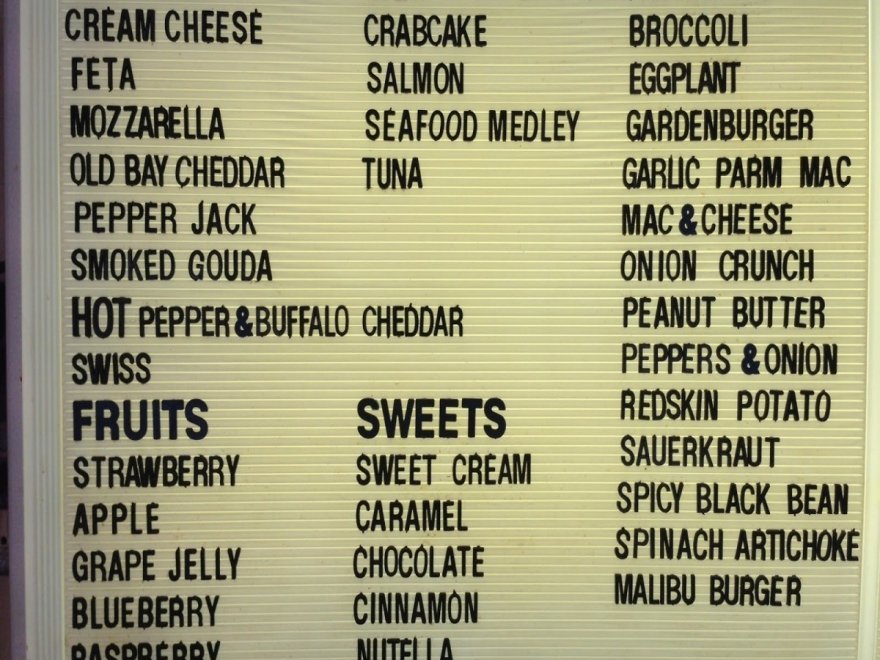 CREAM CHEESE
FETA
MOZZARELLA
OLD BAY CHEDDAR
PEPPER JACK
SMOKED GOUDA
HOT PEPPER & BUFFALO CHEDDAR
SWISS
FRUITS
STRAWBERRY
APPLE
GRAPE JELLY
BLUEBERRY
RASPBERRY
CRABCAKE
SALMON
SEAFOOD MEDLEY
TUNA
SWEETS
SWEET CREAM
CARAMEL
CHOCOLATE
CINNAMON
NUTELLA
BROCCOLI
EGGPLANT
GARDENBURGER
GARLIC PARM MAC
MAC & CHEESE
ONION CRUNCH
PEANUT BUTTER
PEPPERS & ONION
REDSKIN POTATO
SAUERKRAUT
SPICY BLACK BEAN
SPINACH ARTICHOKE
MALIBU BURGER